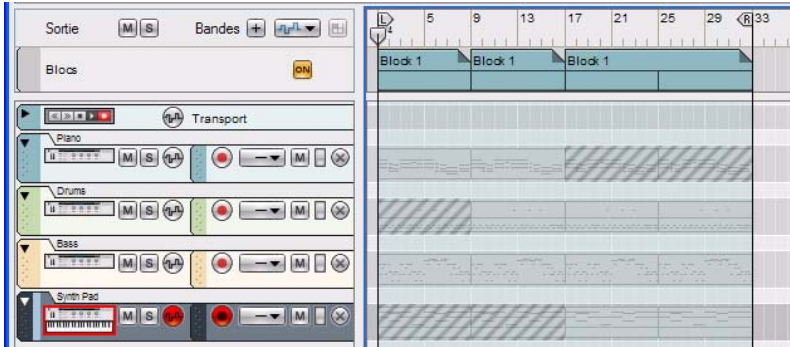 Sortie M S Bandes +
5 9 13 17 21 25 29 33
L R
4
Blocs ON
Block 1 Block 1 Block 1
Transport
Piano
M S M
Drums
M S M
Bass
M S M
Synth Pad
M S M